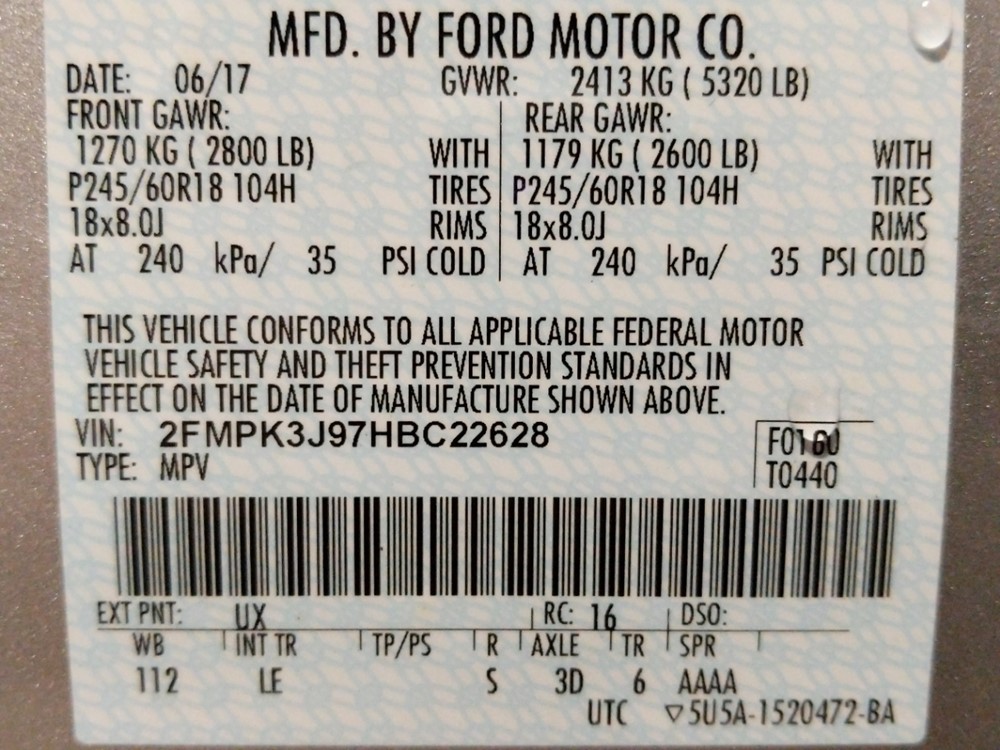 MFD. BY FORD MOTOR CO.
DATE: 06/17 GVWR: 2413 KG ( 5320 LB)
FRONT GAWR: REAR GAWR:
1270 KG ( 2800 LB) WITH 1179 KG ( 2600 LB) WITH
P245/60R18 104H TIRES P245/60R18 104H TIRES
18x8.0J RIMS 18x8.0J RIMS
AT 240 kPa/ 35 PSI COLD AT 240 kPa/ 35 PSI COLD
THIS VEHICLE CONFORMS TO ALL APPLICABLE FEDERAL MOTOR
VEHICLE SAFETY AND THEFT PREVENTION STANDARDS IN
EFFECT ON THE DATE OF MANUFACTURE SHOWN ABOVE.
VIN: 2FMPK3J97HBC22628
F0160
TYPE: MPV
T0440
EXT PNT: UX RC: 16 DSO:
WB INT TR TP/PS R AXLE TR SPR
112 LE S 3D 6 AAAA
UTC ▽5U5A-1520472-BA